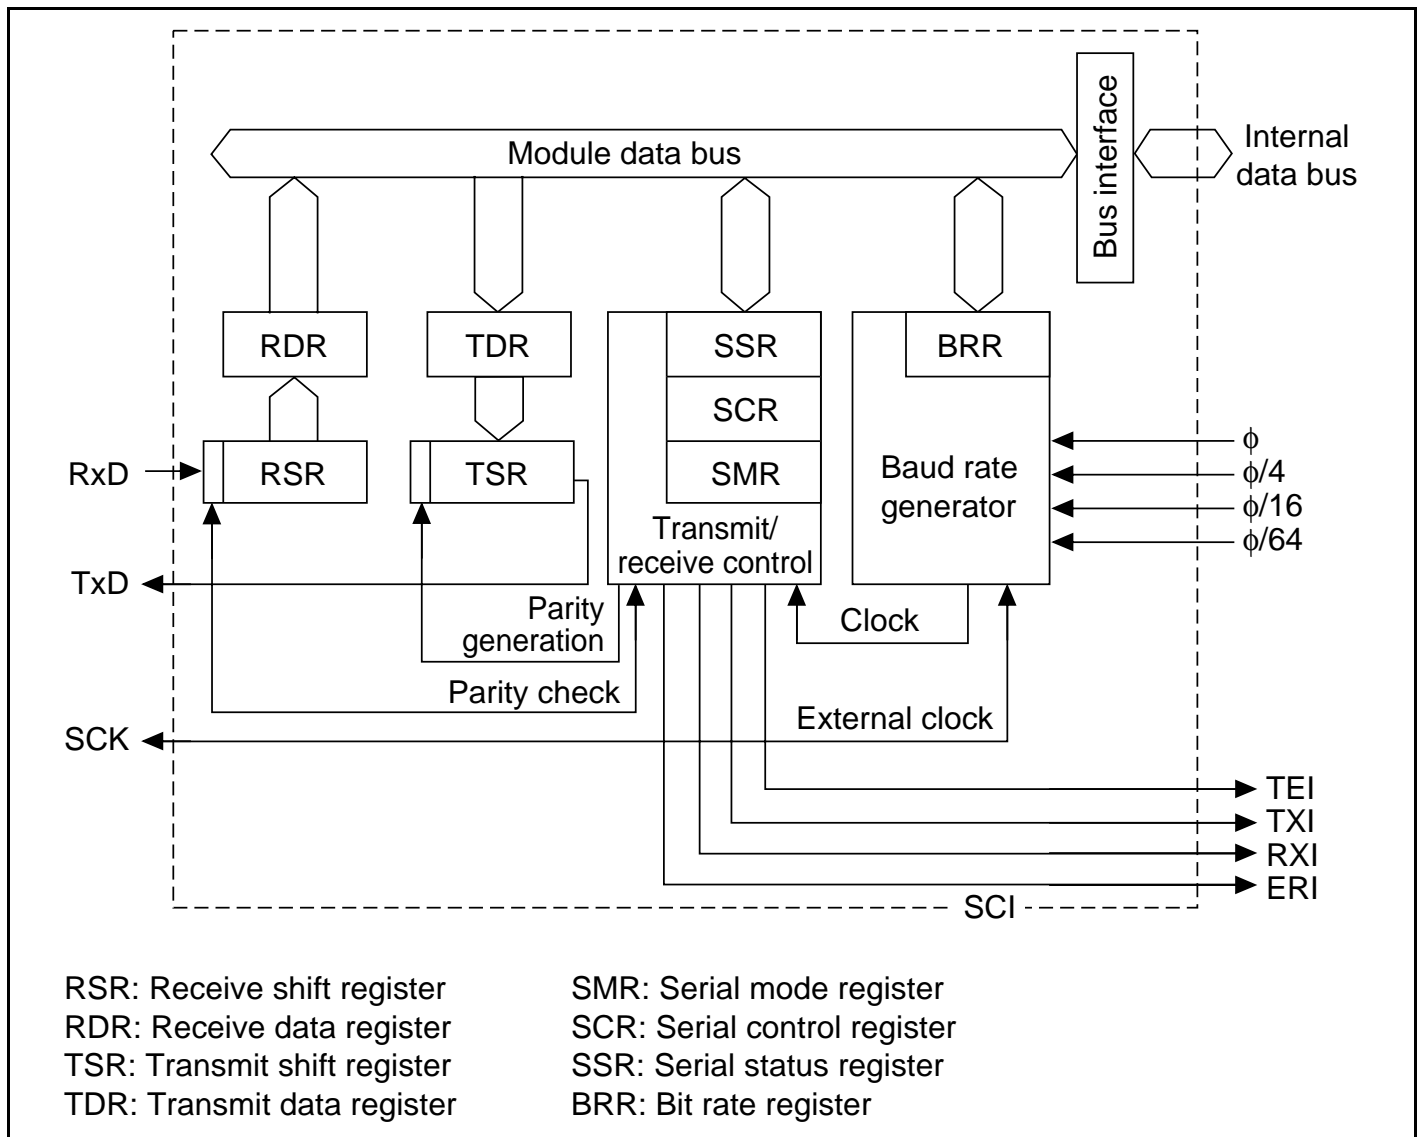 Module data bus
Bus interface
Internal
data bus
RDR
TDR
SSR
BRR
SCR
RSR
TSR
SMR
RxD
Baud rate
generator
ϕ
ϕ/4
ϕ/16
ϕ/64
Transmit/
receive control
TxD
Parity
generation
Clock
Parity check
External clock
SCK
TEI
TXI
RXI
ERI
SCI
RSR: Receive shift register
RDR: Receive data register
TSR: Transmit shift register
TDR: Transmit data register
SMR: Serial mode register
SCR: Serial control register
SSR: Serial status register
BRR: Bit rate register